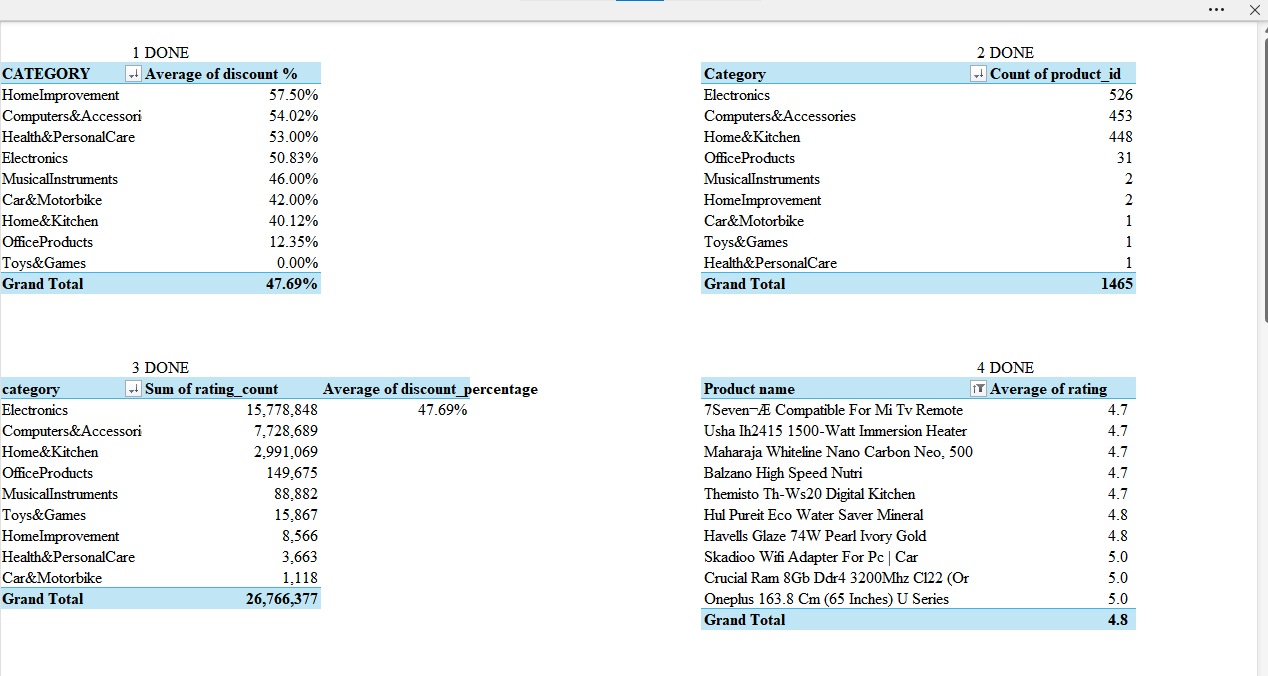 1 DONE
CATEGORY Average of discount %
HomeImprovement 57.50%
Computers&Accessori 54.02%
Health&PersonalCare 53.00%
Electronics 50.83%
MusicalInstruments 46.00%
Car&Motorbike 42.00%
Home&Kitchen 40.12%
OfficeProducts 12.35%
Toys&Games 0.00%
Grand Total 47.69%
2 DONE
Category Count of product_id
Electronics 526
Computers&Accessories 453
Home&Kitchen 448
OfficeProducts 31
MusicalInstruments 2
HomeImprovement 2
Car&Motorbike 1
Toys&Games 1
Health&PersonalCare 1
Grand Total 1465
3 DONE
category Sum of rating_count Average of discount_percentage
Electronics 15,778,848 47.69%
Computers&Accessori 7,728,689
Home&Kitchen 2,991,069
OfficeProducts 149,675
MusicalInstruments 88,882
Toys&Games 15,867
HomeImprovement 8,566
Health&PersonalCare 3,663
Car&Motorbike 1,118
Grand Total 26,766,377
4 DONE
Product name Average of rating
7Seven¬Æ Compatible For Mi Tv Remote 4.7
Usha Ih2415 1500-Watt Immersion Heater 4.7
Maharaja Whiteline Nano Carbon Neo, 500 4.7
Balzano High Speed Nutri 4.7
Themisto Th-Ws20 Digital Kitchen 4.7
Hul Pureit Eco Water Saver Mineral 4.8
Havells Glaze 74W Pearl Ivory Gold 4.8
Skadioo Wifi Adapter For Pc | Car 5.0
Crucial Ram 8Gb Ddr4 3200Mhz Cl22 (Or 5.0
Oneplus 163.8 Cm (65 Inches) U Series 5.0
Grand Total 4.8